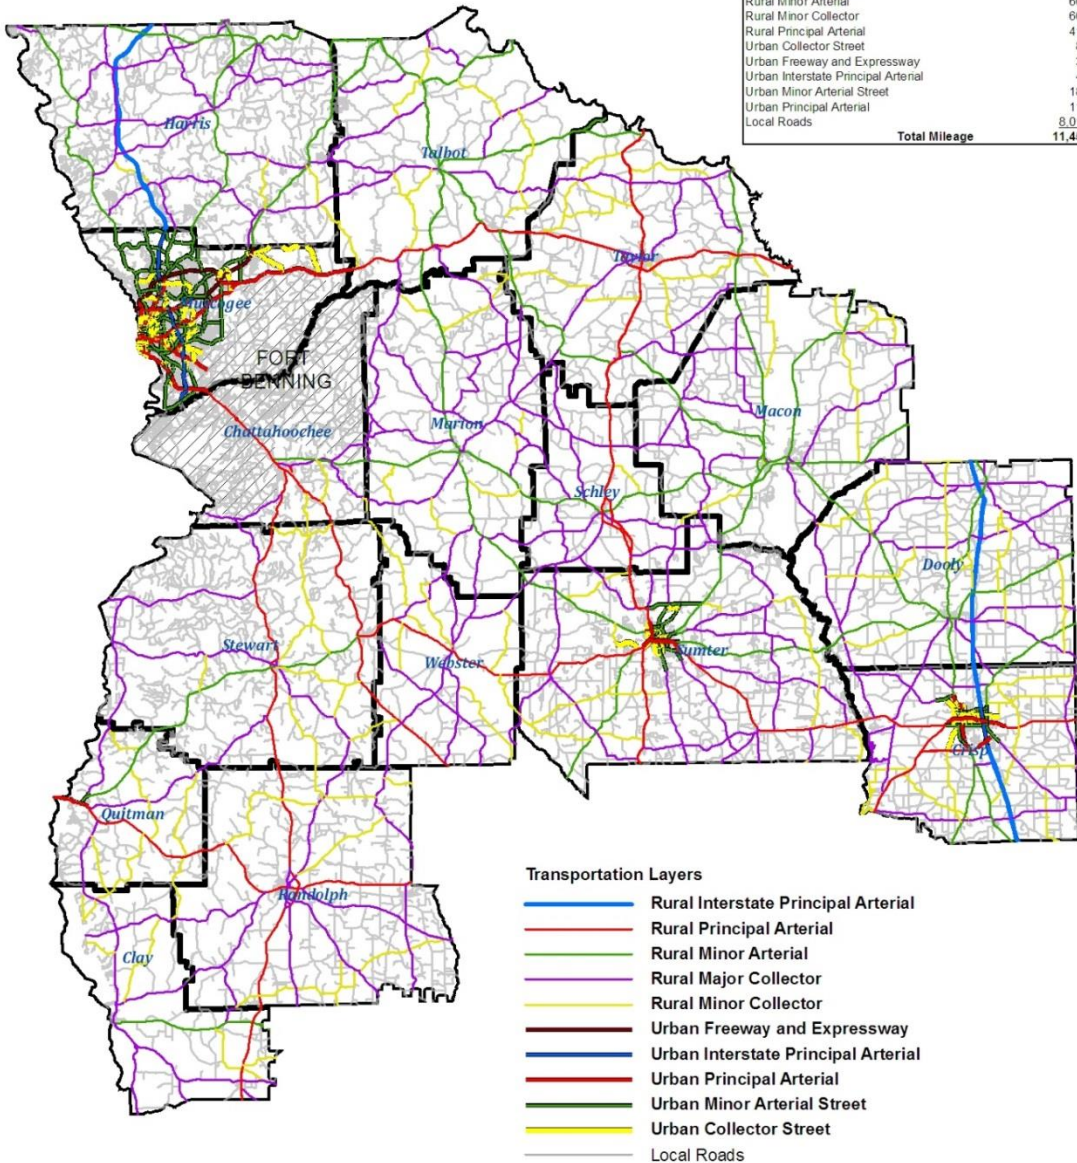 Rural Minor Arterial
Rural Minor Collector
Rural Principal Arterial
Urban Collector Street
Urban Freeway and Expressway
Urban Interstate Principal Arterial
Urban Minor Arterial Street
Urban Principal Arterial
Local Roads
Total Mileage
Harris
Talbot
Taylor
Muscogee
FORT
BENNING
Macon
Marion
Chattahoochee
Schley
Dooly
Stewart
Webster
Sumter
Crisp
Quitman
Randolph
Clay
Transportation Layers
Rural Interstate Principal Arterial
Rural Principal Arterial
Rural Minor Arterial
Rural Major Collector
Rural Minor Collector
Urban Freeway and Expressway
Urban Interstate Principal Arterial
Urban Principal Arterial
Urban Minor Arterial Street
Urban Collector Street
Local Roads